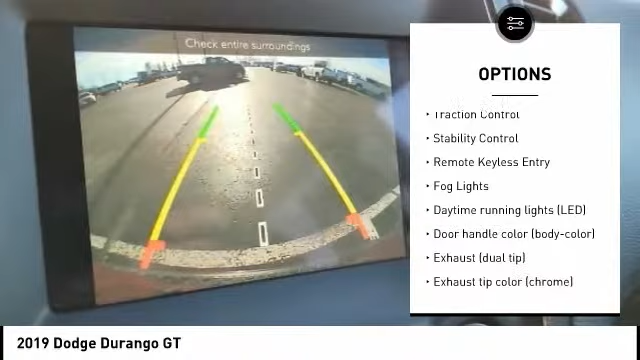 Check entire surroundings
OPTIONS
• Traction Control
• Stability Control
• Remote Keyless Entry
• Fog Lights
• Daytime running lights (LED)
• Door handle color (body-color)
• Exhaust (dual tip)
• Exhaust tip color (chrome)
2019 Dodge Durango GT